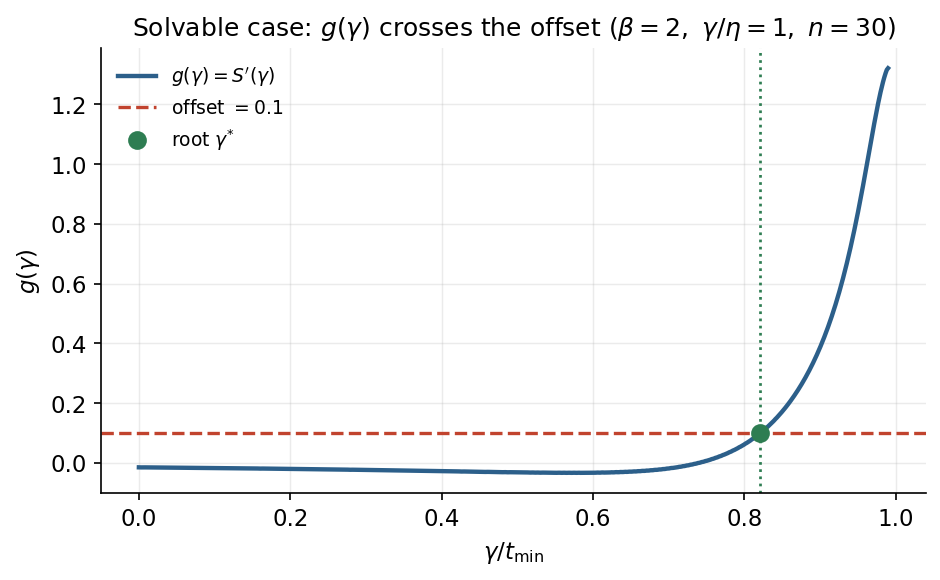 Solvable case: g(γ) crosses the offset (β = 2, γ/η = 1, n = 30)
g(γ) = S′(γ)
offset = 0.1
root γ*
g(γ)
1.2
1.0
0.8
0.6
0.4
0.2
0.0
0.0 0.2 0.4 0.6 0.8 1.0
γ/t_min